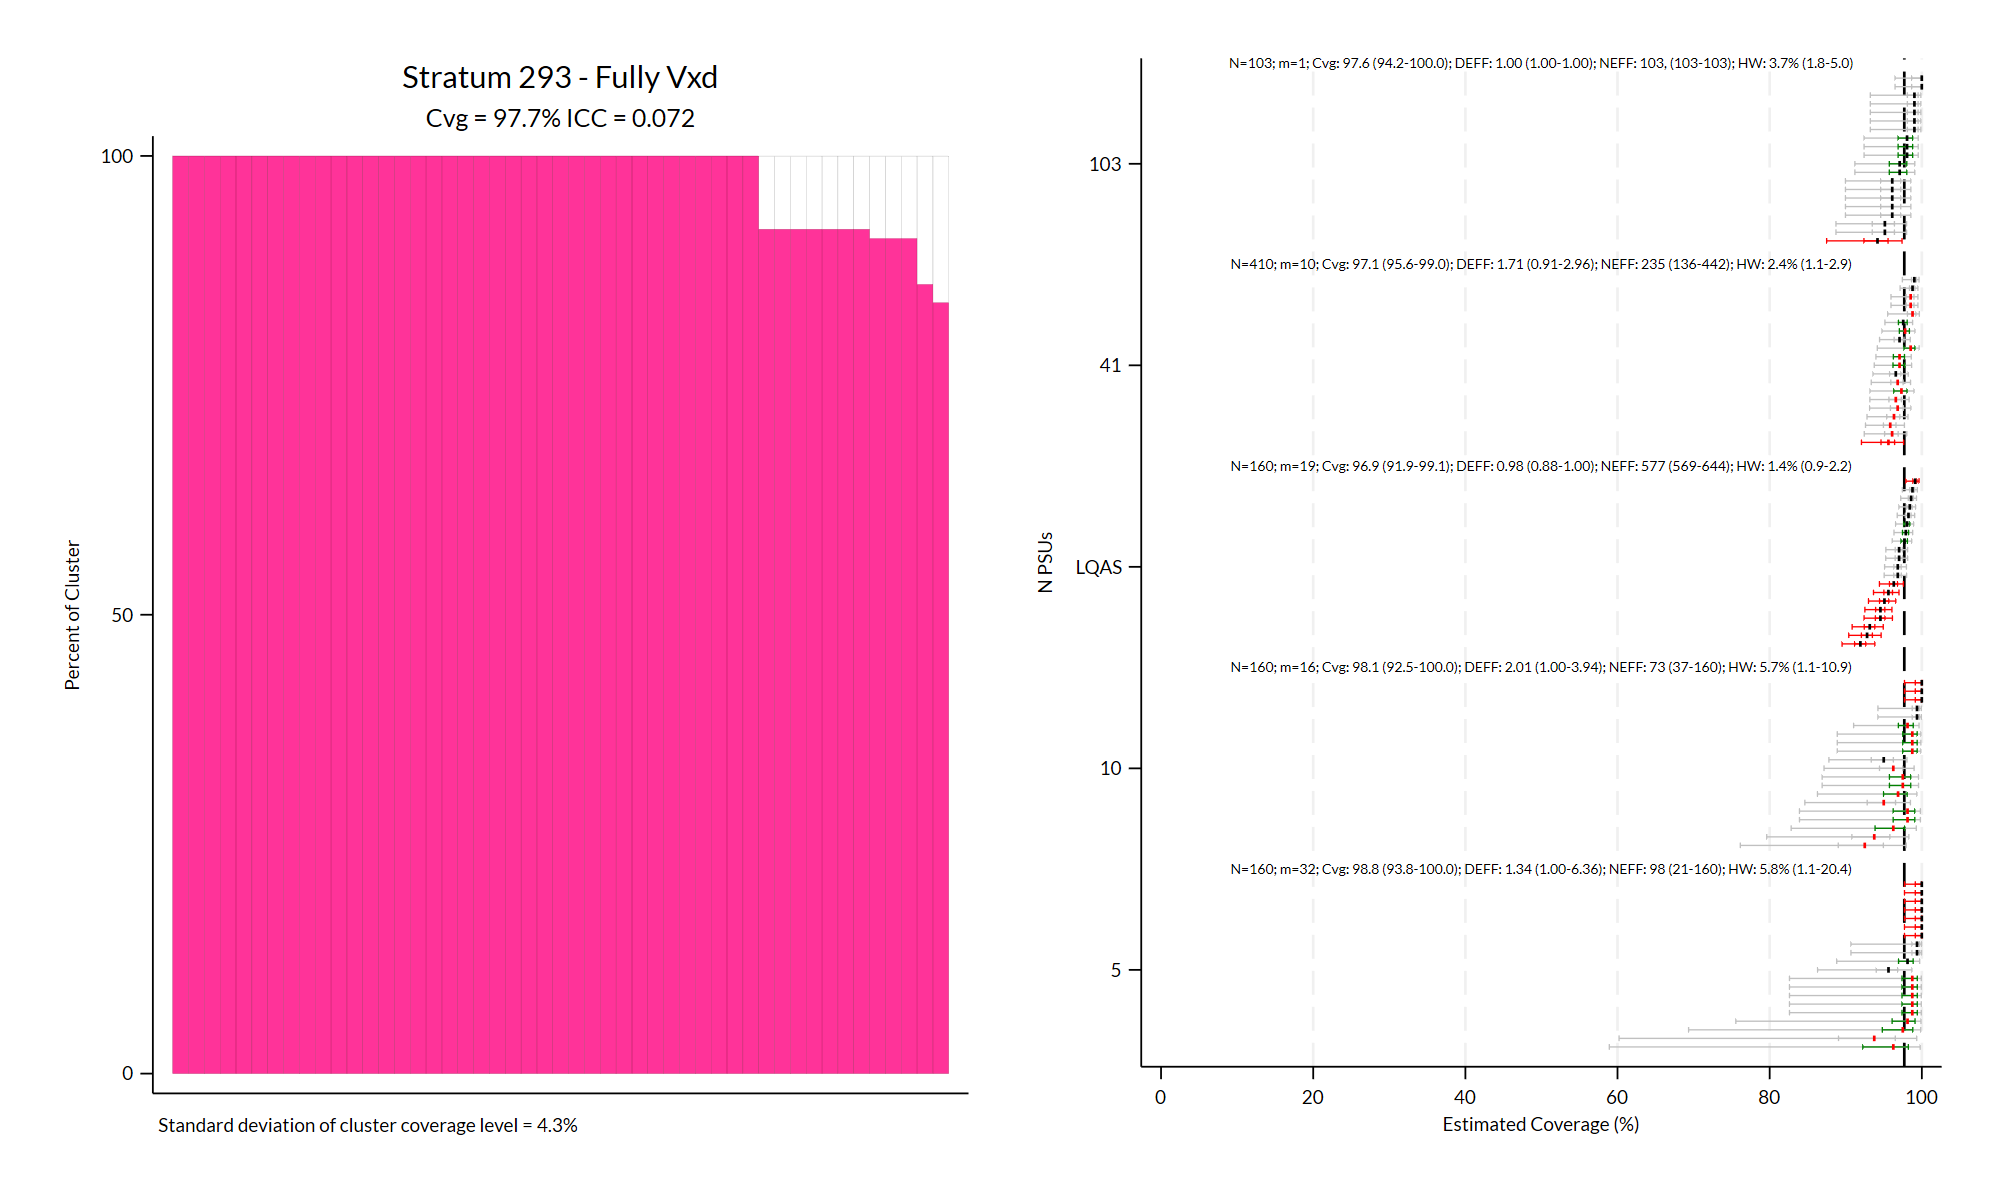 Stratum 293 - Fully Vxd
Cvg = 97.7% ICC = 0.072
100
50
0
Percent of Cluster
Standard deviation of cluster coverage level = 4.3%
N=103; m=1; Cvg: 97.6 (94.2-100.0); DEFF: 1.00 (1.00-1.00); NEFF: 103, (103-103); HW: 3.7% (1.8-5.0)
103
N=410; m=10; Cvg: 97.1 (95.6-99.0); DEFF: 1.71 (0.91-2.96); NEFF: 235 (136-442); HW: 2.4% (1.1-2.9)
41
N=160; m=19; Cvg: 96.9 (91.9-99.1); DEFF: 0.98 (0.88-1.00); NEFF: 577 (569-644); HW: 1.4% (0.9-2.2)
LQAS
N=160; m=16; Cvg: 98.1 (92.5-100.0); DEFF: 2.01 (1.00-3.94); NEFF: 73 (37-160); HW: 5.7% (1.1-10.9)
10
N=160; m=32; Cvg: 98.8 (93.8-100.0); DEFF: 1.34 (1.00-6.36); NEFF: 98 (21-160); HW: 5.8% (1.1-20.4)
5
N PSUs
0 20 40 60 80 100
Estimated Coverage (%)